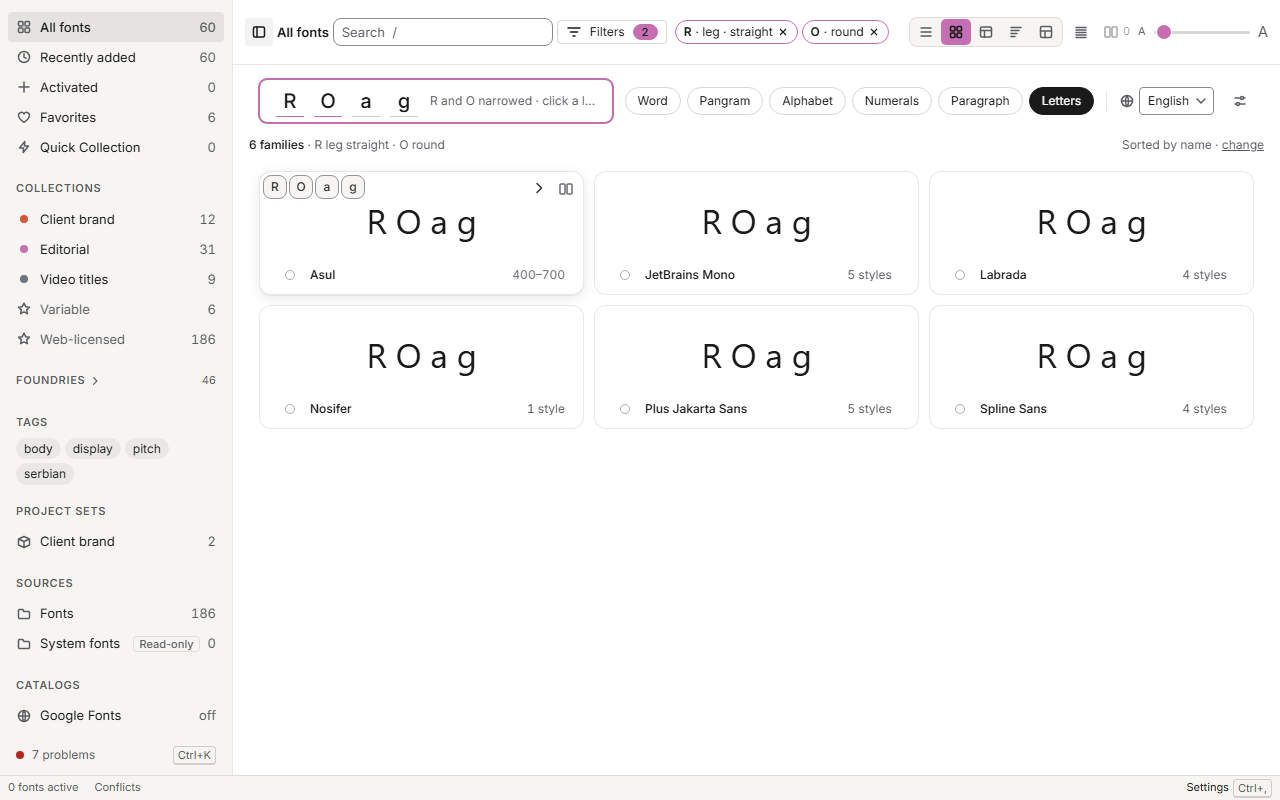 All fonts 60
Recently added 60
Activated 0
Favorites 6
Quick Collection 0
COLLECTIONS
Client brand 12
Editorial 31
Video titles 9
Variable 6
Web-licensed 186
FOUNDRIES 46
TAGS
body display pitch
serbian
PROJECT SETS
Client brand 2
SOURCES
Fonts 186
System fonts Read-only 0
CATALOGS
Google Fonts off
7 problems Ctrl+K
All fonts Search / Filters 2 R · leg · straight × O · round × 0 A A
R O a g R and O narrowed · click a l... Word Pangram Alphabet Numerals Paragraph Letters English
6 families · R leg straight · O round Sorted by name · change
R O a g
R O a g R O a g R O a g
Asul 400–700 JetBrains Mono 5 styles Labrada 4 styles
R O a g R O a g R O a g
Nosifer 1 style Plus Jakarta Sans 5 styles Spline Sans 4 styles
0 fonts active Conflicts Settings Ctrl+,